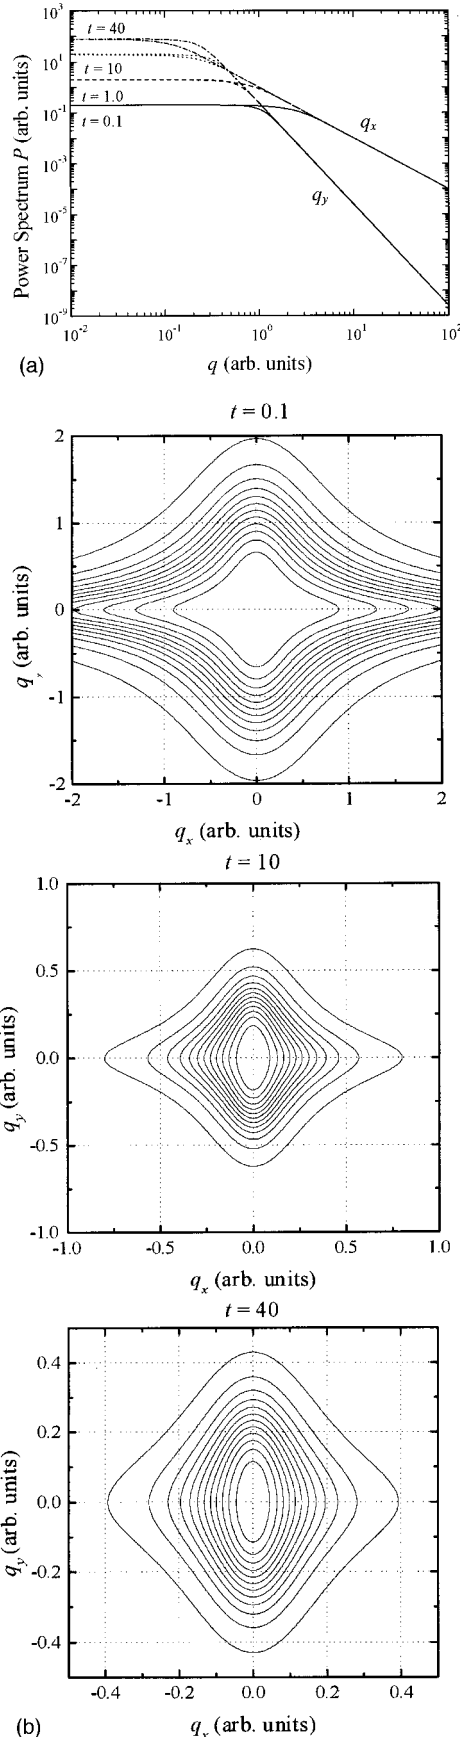 Power Spectrum P (arb. units)
10^3
10^1
10^-1
10^-3
10^-5
10^-7
10^-9
t = 40
t = 10
t = 1.0
t = 0.1
q_x
q_y
10^-2 10^-1 10^0 10^1 10^2
(a)
q (arb. units)
t = 0.1
q_y (arb. units)
2
1
0
-1
-2
-2 -1 0 1 2
q_x (arb. units)
t = 10
q_y (arb. units)
1.0
0.5
0.0
-0.5
-1.0
-1.0 -0.5 0.0 0.5 1.0
q_x (arb. units)
t = 40
q_y (arb. units)
0.4
0.2
0.0
-0.2
-0.4
-0.4 -0.2 0.0 0.2 0.4
(b)
q_x (arb. units)